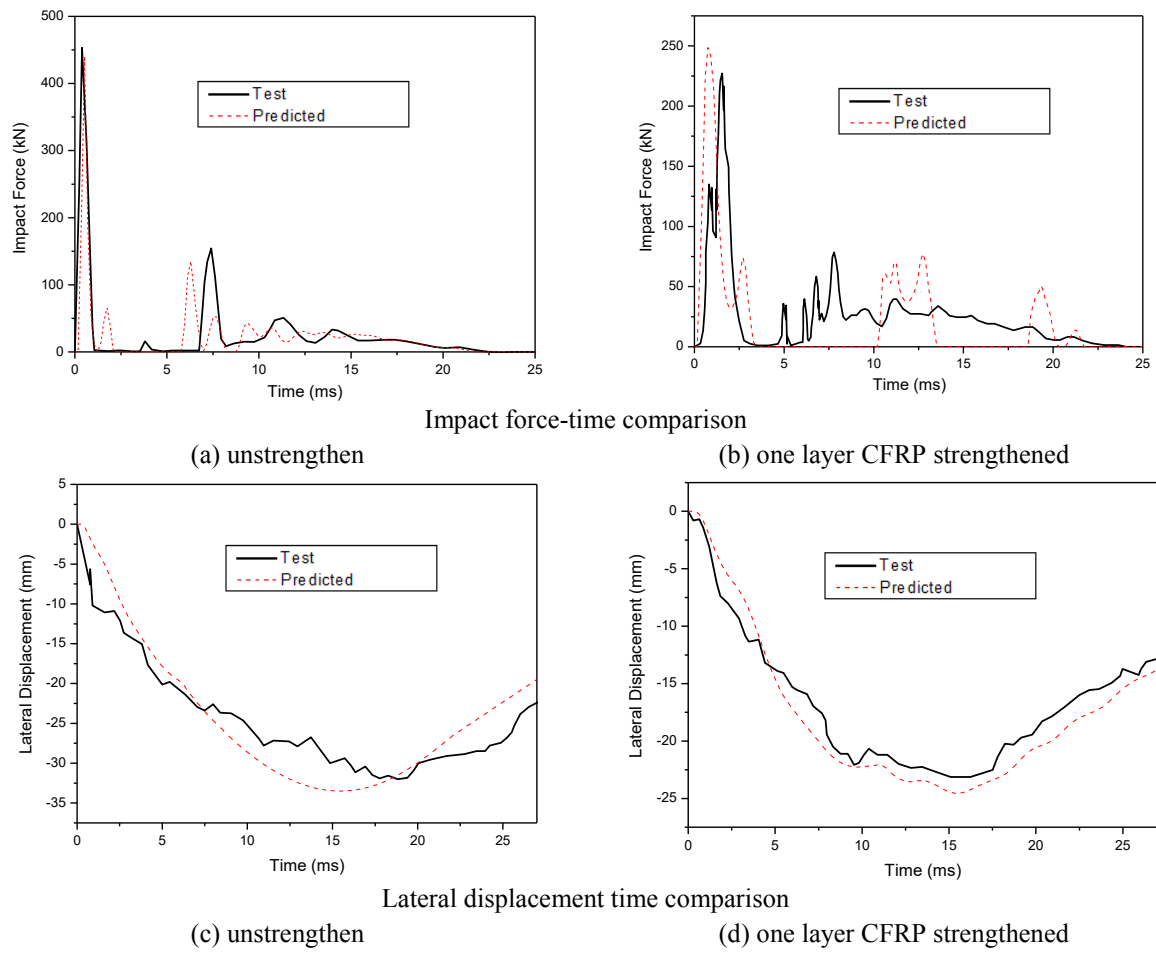 500
450
400
350
300
250
200
150
100
50
0
Impact Force (kN)
Test
Predicted
0 5 10 15 20 25
Time (ms)
250
200
150
100
50
0
Impact Force (kN)
Test
Predicted
0 5 10 15 20 25
Time (ms)
Impact force-time comparison
(a) unstrengthen
(b) one layer CFRP strengthened
5
0
-5
-10
-15
-20
-25
-30
-35
Lateral Displacement (mm)
Test
Predicted
0 5 10 15 20 25
Time (ms)
0
-5
-10
-15
-20
-25
Lateral Displacement (mm)
Test
Predicted
0 5 10 15 20 25
Time (ms)
Lateral displacement time comparison
(c) unstrengthen
(d) one layer CFRP strengthened